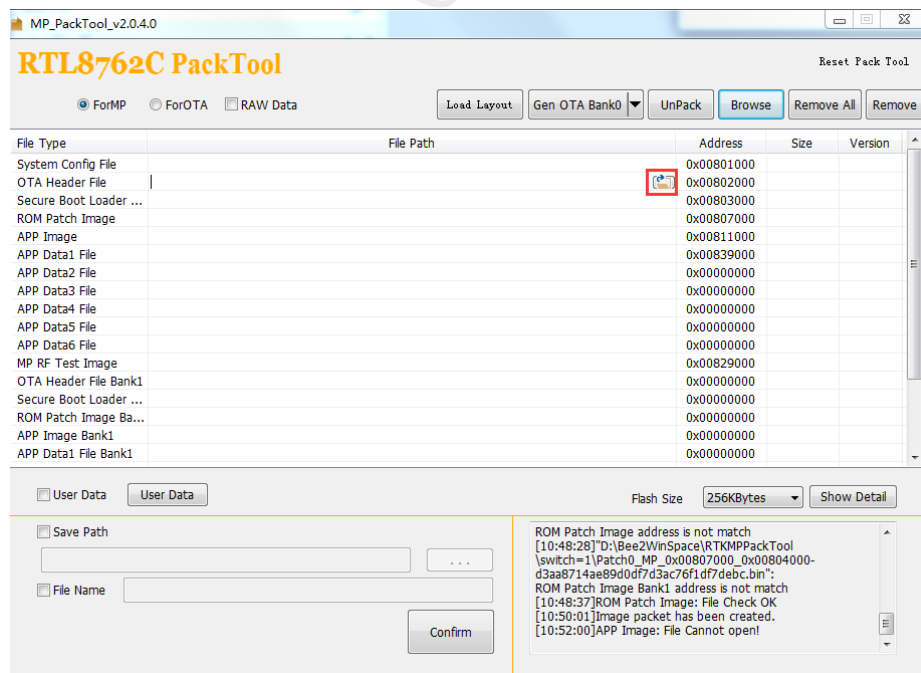 MP_PackTool_v2.0.4.0
RTL8762C PackTool
Reset Pack Tool
ForMP ForOTA RAW Data Load Layout Gen OTA Bank0 UnPack Browse Remove All Remove
File Type File Path Address Size Version
System Config File 0x00801000
OTA Header File 0x00802000
Secure Boot Loader ... 0x00803000
ROM Patch Image 0x00807000
APP Image 0x00811000
APP Data1 File 0x00839000
APP Data2 File 0x00000000
APP Data3 File 0x00000000
APP Data4 File 0x00000000
APP Data5 File 0x00000000
APP Data6 File 0x00000000
MP RF Test Image 0x00829000
OTA Header File Bank1 0x00000000
Secure Boot Loader ... 0x00000000
ROM Patch Image Ba... 0x00000000
APP Image Bank1 0x00000000
APP Data1 File Bank1 0x00000000
User Data User Data Flash Size 256KBytes Show Detail
Save Path
...
File Name
Confirm
ROM Patch Image address is not match
[10:48:28]"D:\Bee2WinSpace\RTKMPPackTool
\switch=1\Patch0_MP_0x00807000_0x00804000-
d3aa8714ae89d0df7d3ac76f1df7debc.bin":
ROM Patch Image Bank1 address is not match
[10:48:37]ROM Patch Image: File Check OK
[10:50:01]Image packet has been created.
[10:52:00]APP Image: File Cannot open!